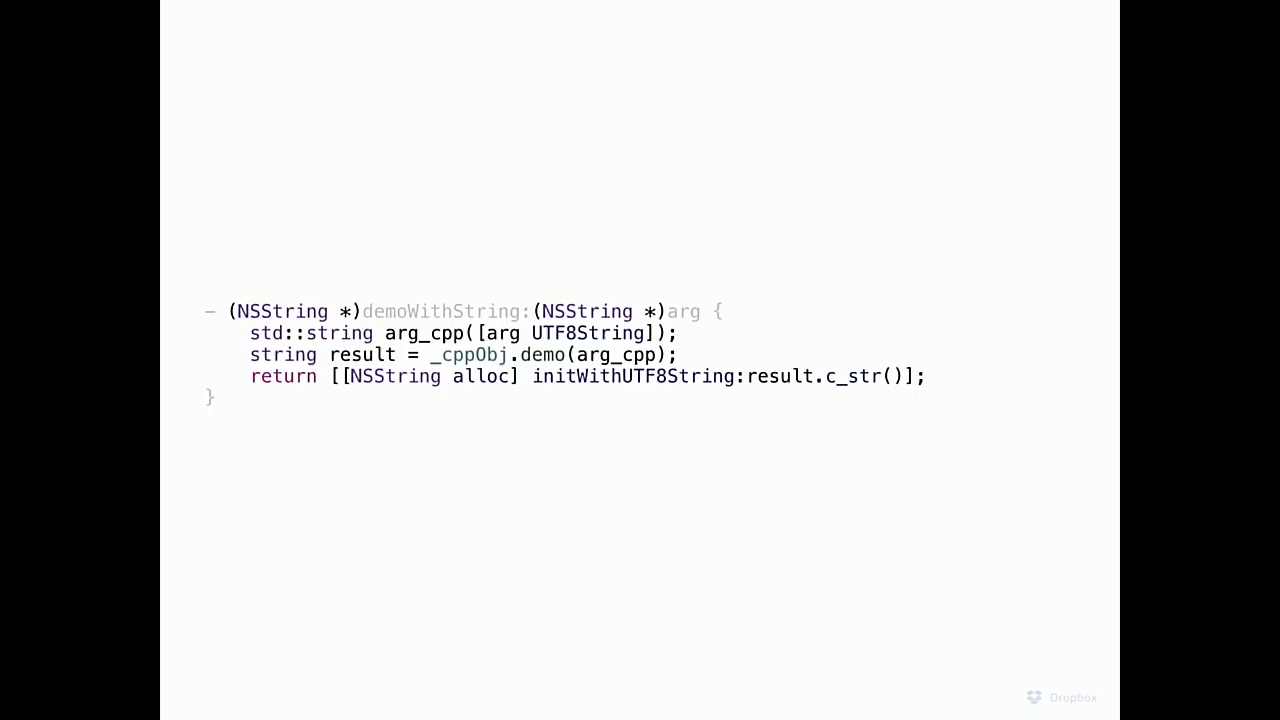 - (NSString *)demoWithString:(NSString *)arg {
    std::string arg_cpp([arg UTF8String]);
    string result = _cppObj.demo(arg_cpp);
    return [[NSString alloc] initWithUTF8String:result.c_str()];
}
Dropbox